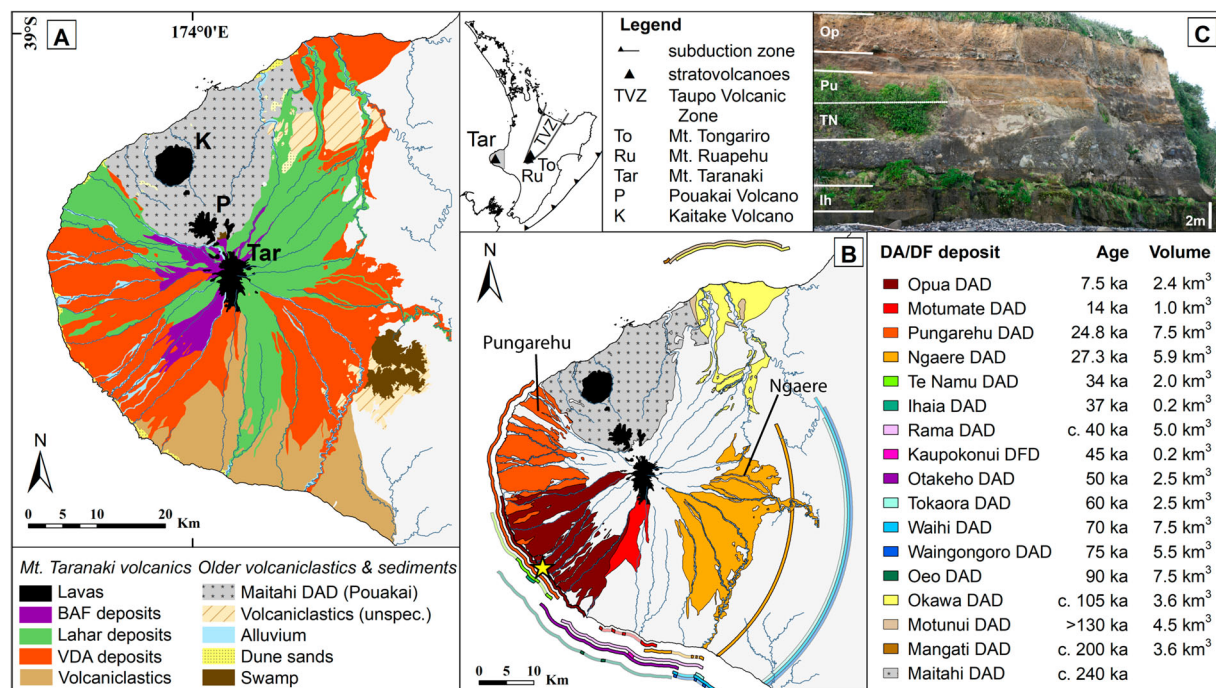 39°S
174°0'E
A
K
P
Tar
N
0 10 20
Km
Mt. Taranaki volcanics
Lavas
BAF deposits
Lahar deposits
VDA deposits
Volcaniclastics
Older volcaniclastics & sediments
Maitahi DAD (Pouakai)
Volcaniclastics (unspec.)
Alluvium
Dune sands
Swamp
Tar
TVZ
To
Ru
Legend
subduction zone
stratovolcanoes
TVZ Taupo Volcanic
Zone
To Mt. Tongariro
Ru Mt. Ruapehu
Tar Mt. Taranaki
P Pouakai Volcano
K Kaitake Volcano
C
Op
Pu
TN
Ih
2m
B
N
Pungarehu
Ngaere
0 5 10
Km
DA/DF deposit Age Volume
Opua DAD 7.5 ka 2.4 km³
Motumate DAD 14 ka 1.0 km³
Pungarehu DAD 24.8 ka 7.5 km³
Ngaere DAD 27.3 ka 5.9 km³
Te Namu DAD 34 ka 2.0 km³
Ihaia DAD 37 ka 0.2 km³
Rama DAD c. 40 ka 5.0 km³
Kaupokonui DFD 45 ka 0.2 km³
Otakeho DAD 50 ka 2.5 km³
Tokaora DAD 60 ka 2.5 km³
Waihi DAD 70 ka 7.5 km³
Waingongoro DAD 75 ka 5.5 km³
Oeo DAD 90 ka 7.5 km³
Okawa DAD c. 105 ka 3.6 km³
Motunui DAD >130 ka 4.5 km³
Mangati DAD c. 200 ka 3.6 km³
Maitahi DAD c. 240 ka